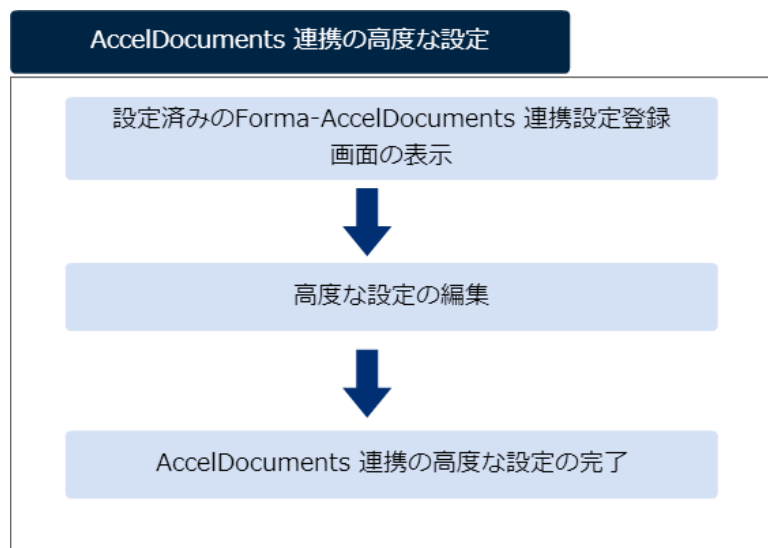 AccelDocuments 連携の高度な設定
設定済みのForma-AccelDocuments 連携設定登録
画面の表示
高度な設定の編集
AccelDocuments 連携の高度な設定の完了